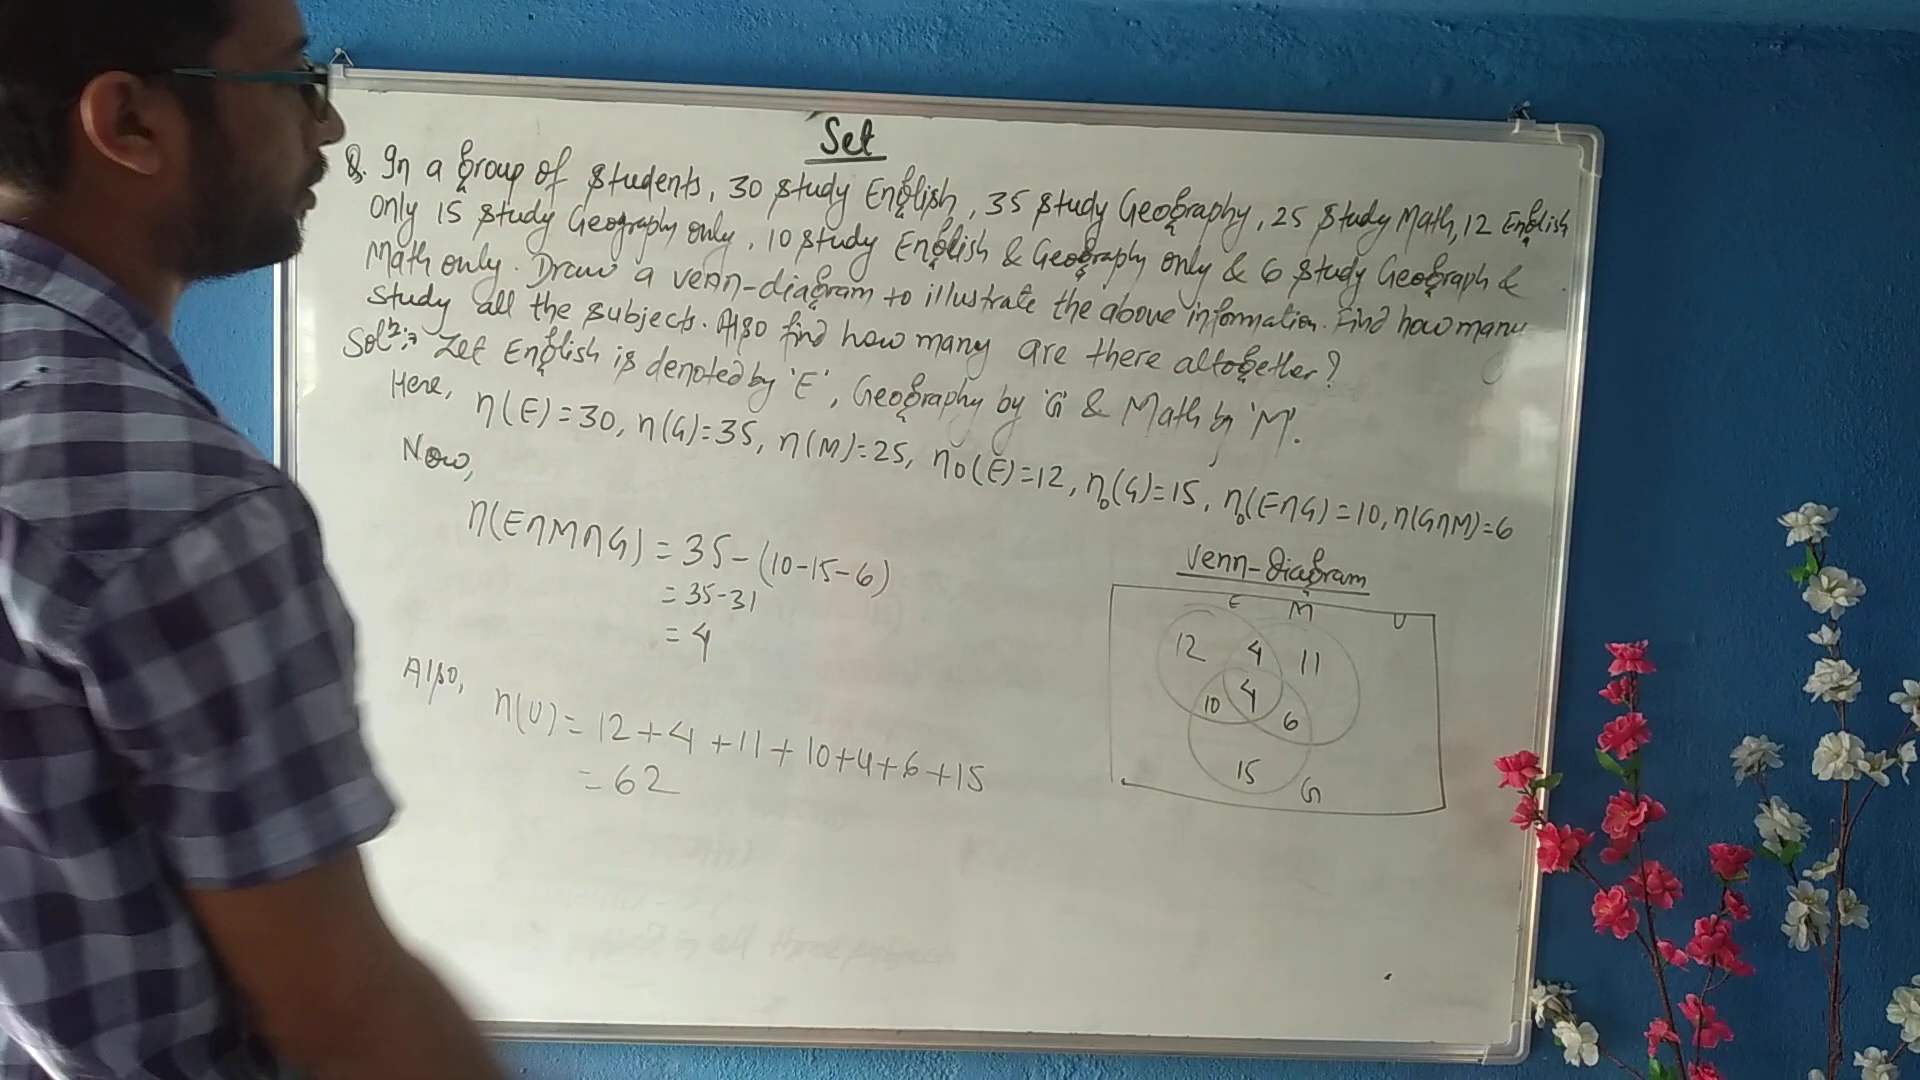 Set
Q. In a group of students, 30 study English, 35 study Geography, 25 study Math, 12 English
only 15 study Geography only, 10 study English & Geography only & 6 study Geograph &
Math only. Draw a venn-diagram to illustrate the above information. Find how many
study all the subjects. Also find how many are there altogether?
Solⁿ:→ Let English is denoted by 'E', Geography by 'G' & Math by 'M'.
Here,
n(E)=30, n(G)=35, n(M)=25, no(E)=12, n₀(G)=15, n₀(E∩G)=10, n(G∩M)=6
Now,
n(E∩M∩G) = 35-(10-15-6)
= 35-31
= 4
Also,
n(U) = 12+4+11+10+4+6+15
= 62
Venn-Diagram
E M U
12 4 11
10 4 6
15 G